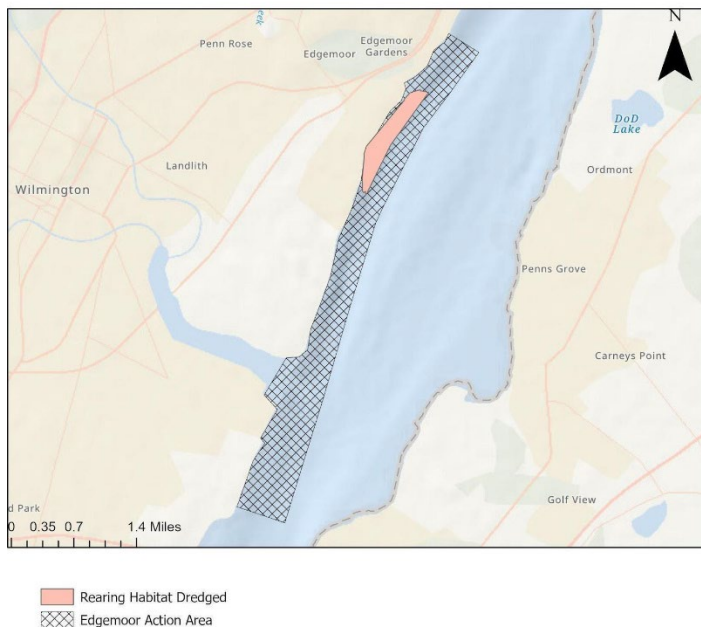 N
Creek
Edgemoor
Gardens
Penn Rose
Edgemoor
DoD
Lake
Landlith
Ordmont
Wilmington
Penns Grove
Carneys Point
Golf View
d Park
0 0.35 0.7 1.4 Miles
Rearing Habitat Dredged
Edgemoor Action Area